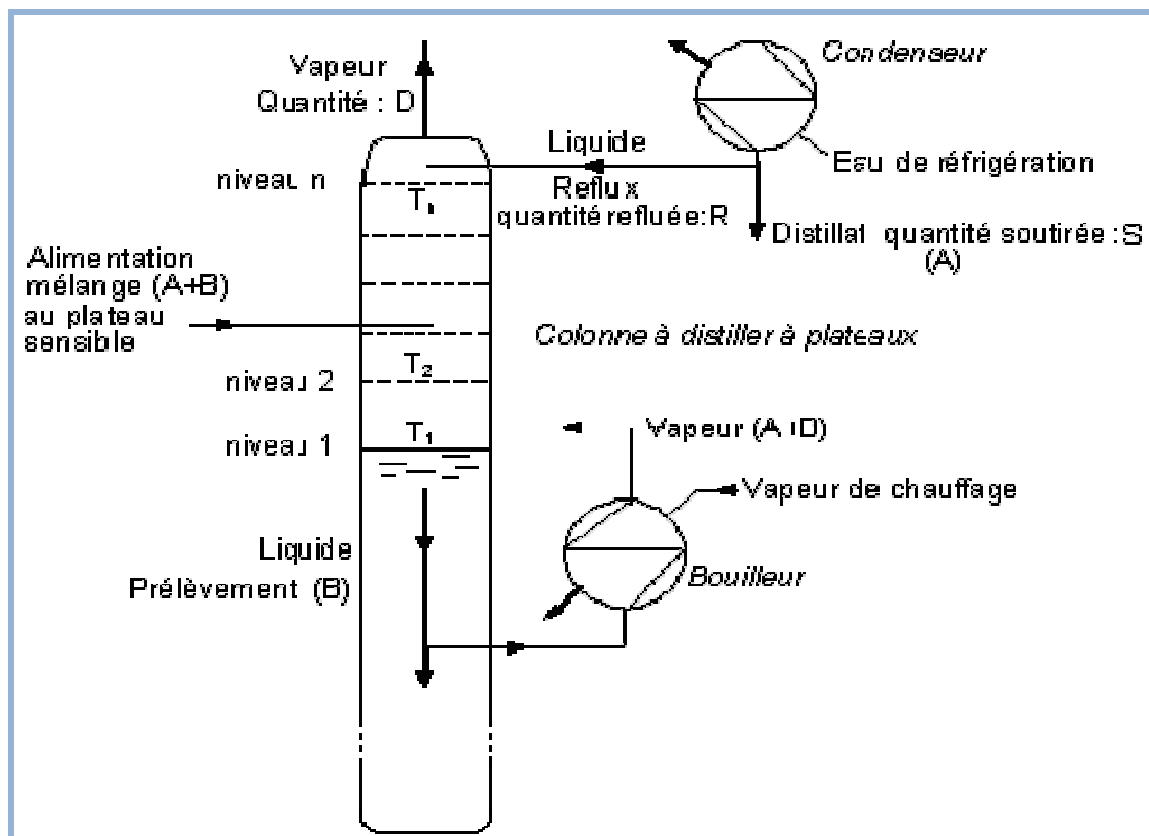 Vapeur
Quantité : D
Condenseur
Liquide
Eau de réfrigération
niveau n
Reflux
quantité refluée:R
Distillat quantité soutirée :S
(A)
Alimentation
mélange (A+B)
au plateau
sensible
Colonne à distiller à plateaux
T₂
niveau 2
niveau 1
T₁
Vapeur
Vapeur de chauffage
Liquide
Prélèvement (B)
Bouilleur